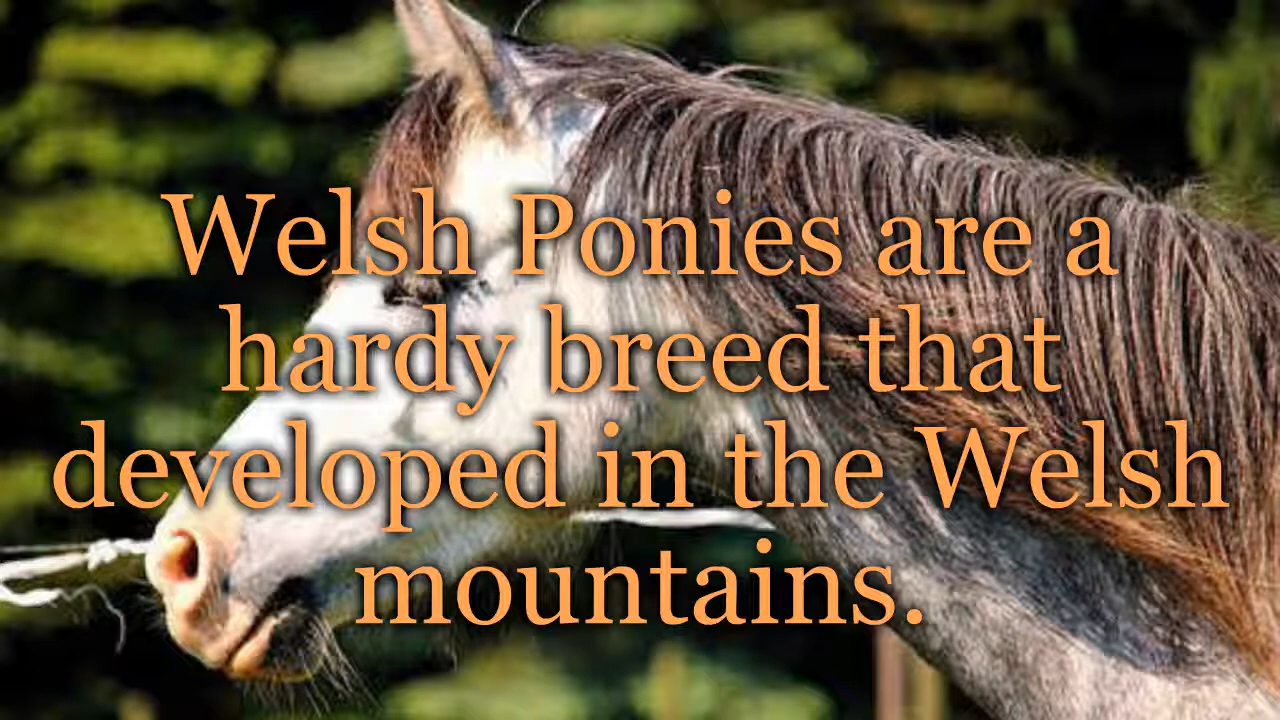 Welsh Ponies are a
hardy breed that
developed in the Welsh
mountains.